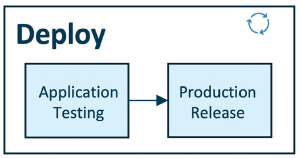 Deploy
Application
Testing
Production
Release